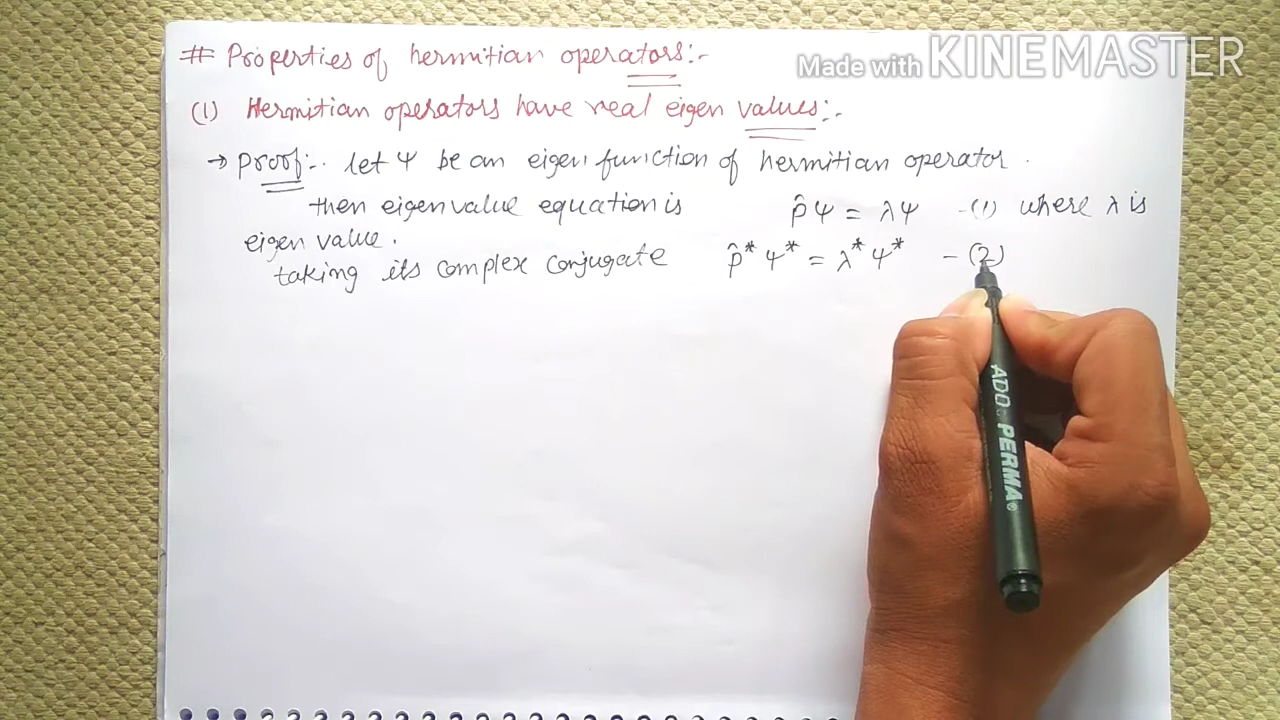 # Properties of hermitian operators:-
Made with KINEMASTER
(1) Hermitian operators have real eigen values:-
→ Proof:- let Ψ be an eigen function of hermitian operator.
then eigen value equation is p̂Ψ = λΨ -(1) where λ is
eigen value.
taking its complex conjugate p̂*Ψ* = λ*Ψ* -(2)
ADD PERMA